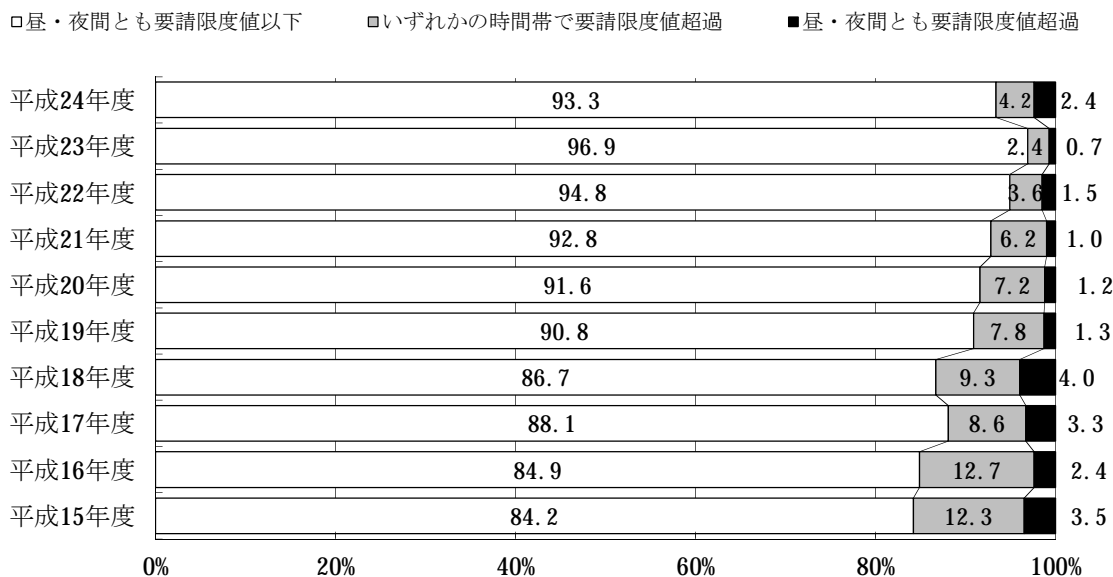 □昼・夜間とも要請限度値以下 ■いずれかの時間帯で要請限度値超過 ■昼・夜間とも要請限度値超過
平成24年度 93.3 4.2 2.4
平成23年度 96.9 2.4 0.7
平成22年度 94.8 3.6 1.5
平成21年度 92.8 6.2 1.0
平成20年度 91.6 7.2 1.2
平成19年度 90.8 7.8 1.3
平成18年度 86.7 9.3 4.0
平成17年度 88.1 8.6 3.3
平成16年度 84.9 12.7 2.4
平成15年度 84.2 12.3 3.5
0% 20% 40% 60% 80% 100%